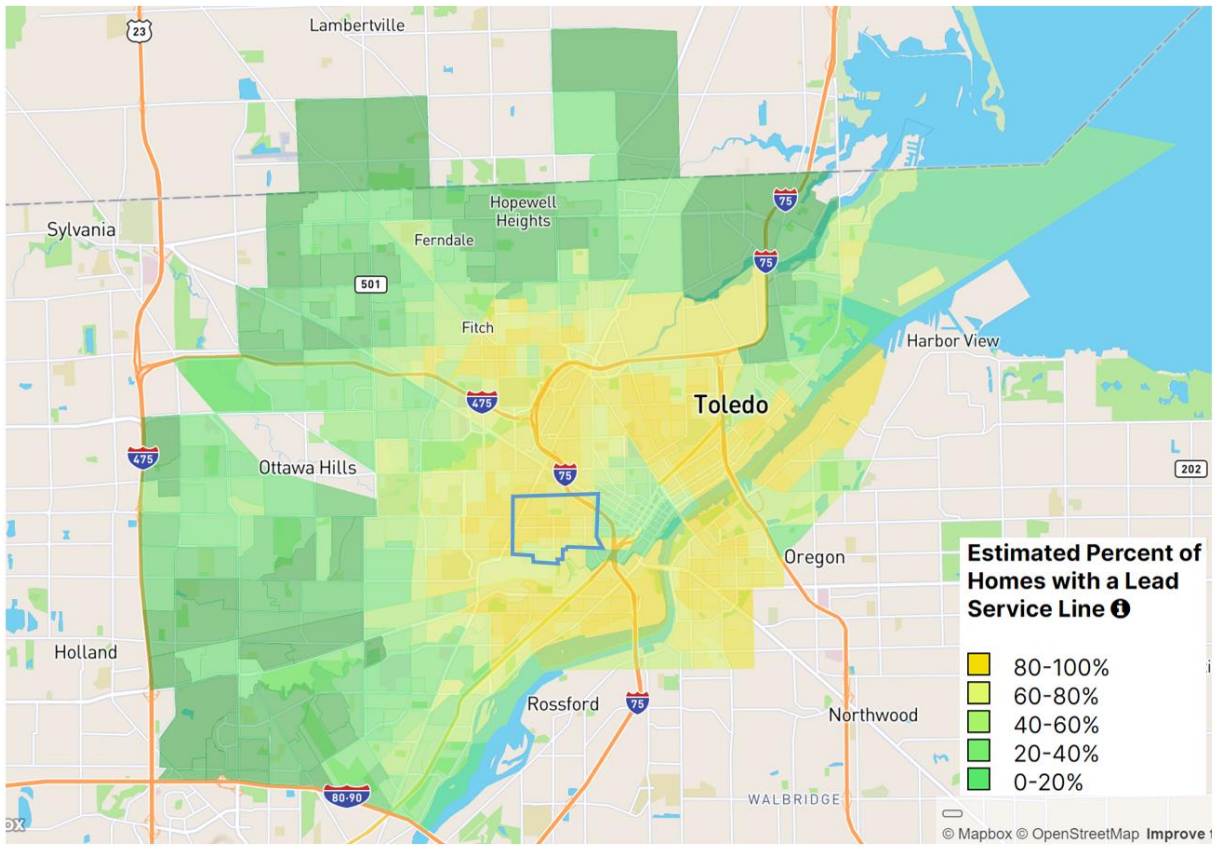 Lambertville
23
75
Hopewell
Heights
Sylvania
Ferndale
75
501
Fitch
Harbor View
475
Toledo
475
Ottawa Hills
75
202
Oregon
Estimated Percent of
Homes with a Lead
Service Line
Holland
80-100%
60-80%
40-60%
20-40%
0-20%
Rossford
75
Northwood
80-90
WALBRIDGE
© Mapbox © OpenStreetMap Improve t